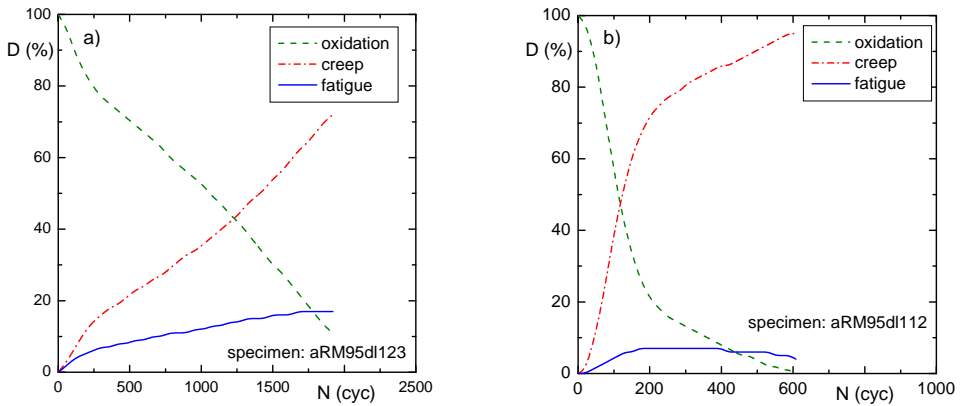 a)
D (%)
100
80
60
40
20
0
oxidation
creep
fatigue
specimen: aRM95dl123
0 500 1000 1500 2000 2500
N (cyc)
b)
D (%)
100
80
60
40
20
0
oxidation
creep
fatigue
specimen: aRM95dl112
0 200 400 600 800 1000
N (cyc)